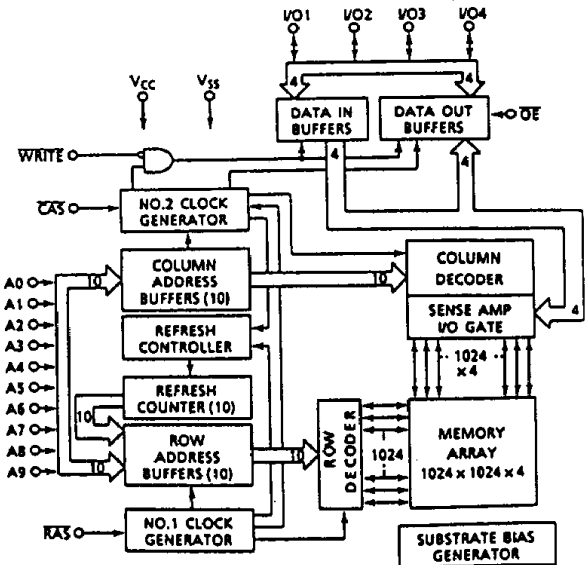 I/O1 I/O2 I/O3 I/O4
VCC VSS
4 4
DATA IN
BUFFERS
DATA OUT
BUFFERS
OE
WRITE
4 4
CAS
NO.2 CLOCK
GENERATOR
COLUMN
ADDRESS
BUFFERS (10)
10 10
COLUMN
DECODER
SENSE AMP
I/O GATE
4
A0
A1
A2
A3
A4
A5
A6
A7
A8
A9
REFRESH
CONTROLLER
REFRESH
COUNTER (10)
10
ROW
ADDRESS
BUFFERS (10)
10 10
ROW
DECODER
1024
×4
1024
MEMORY
ARRAY
1024 x 1024 x 4
RAS
NO.1 CLOCK
GENERATOR
SUBSTRATE BIAS
GENERATOR